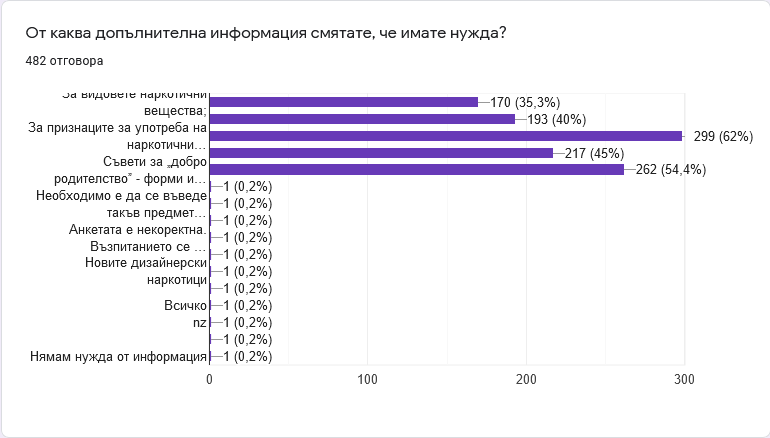 От каква допълнителна информация смятате, че имате нужда?
482 отговора
За видовете наркотични
вещества;
За признаците за употреба на
наркотични…
Съвети за „добро
родителство” - форми и…
Необходимо е да се въведе
такъв предмет…
Анкетата е некоректна.
Възпитанието се …
Новите дизайнерски
наркотици
Всичко
nz
Нямам нужда от информация
170 (35,3%)
193 (40%)
299 (62%)
217 (45%)
262 (54,4%)
1 (0,2%)
1 (0,2%)
1 (0,2%)
1 (0,2%)
1 (0,2%)
1 (0,2%)
1 (0,2%)
1 (0,2%)
1 (0,2%)
1 (0,2%)
1 (0,2%)
0
100
200
300